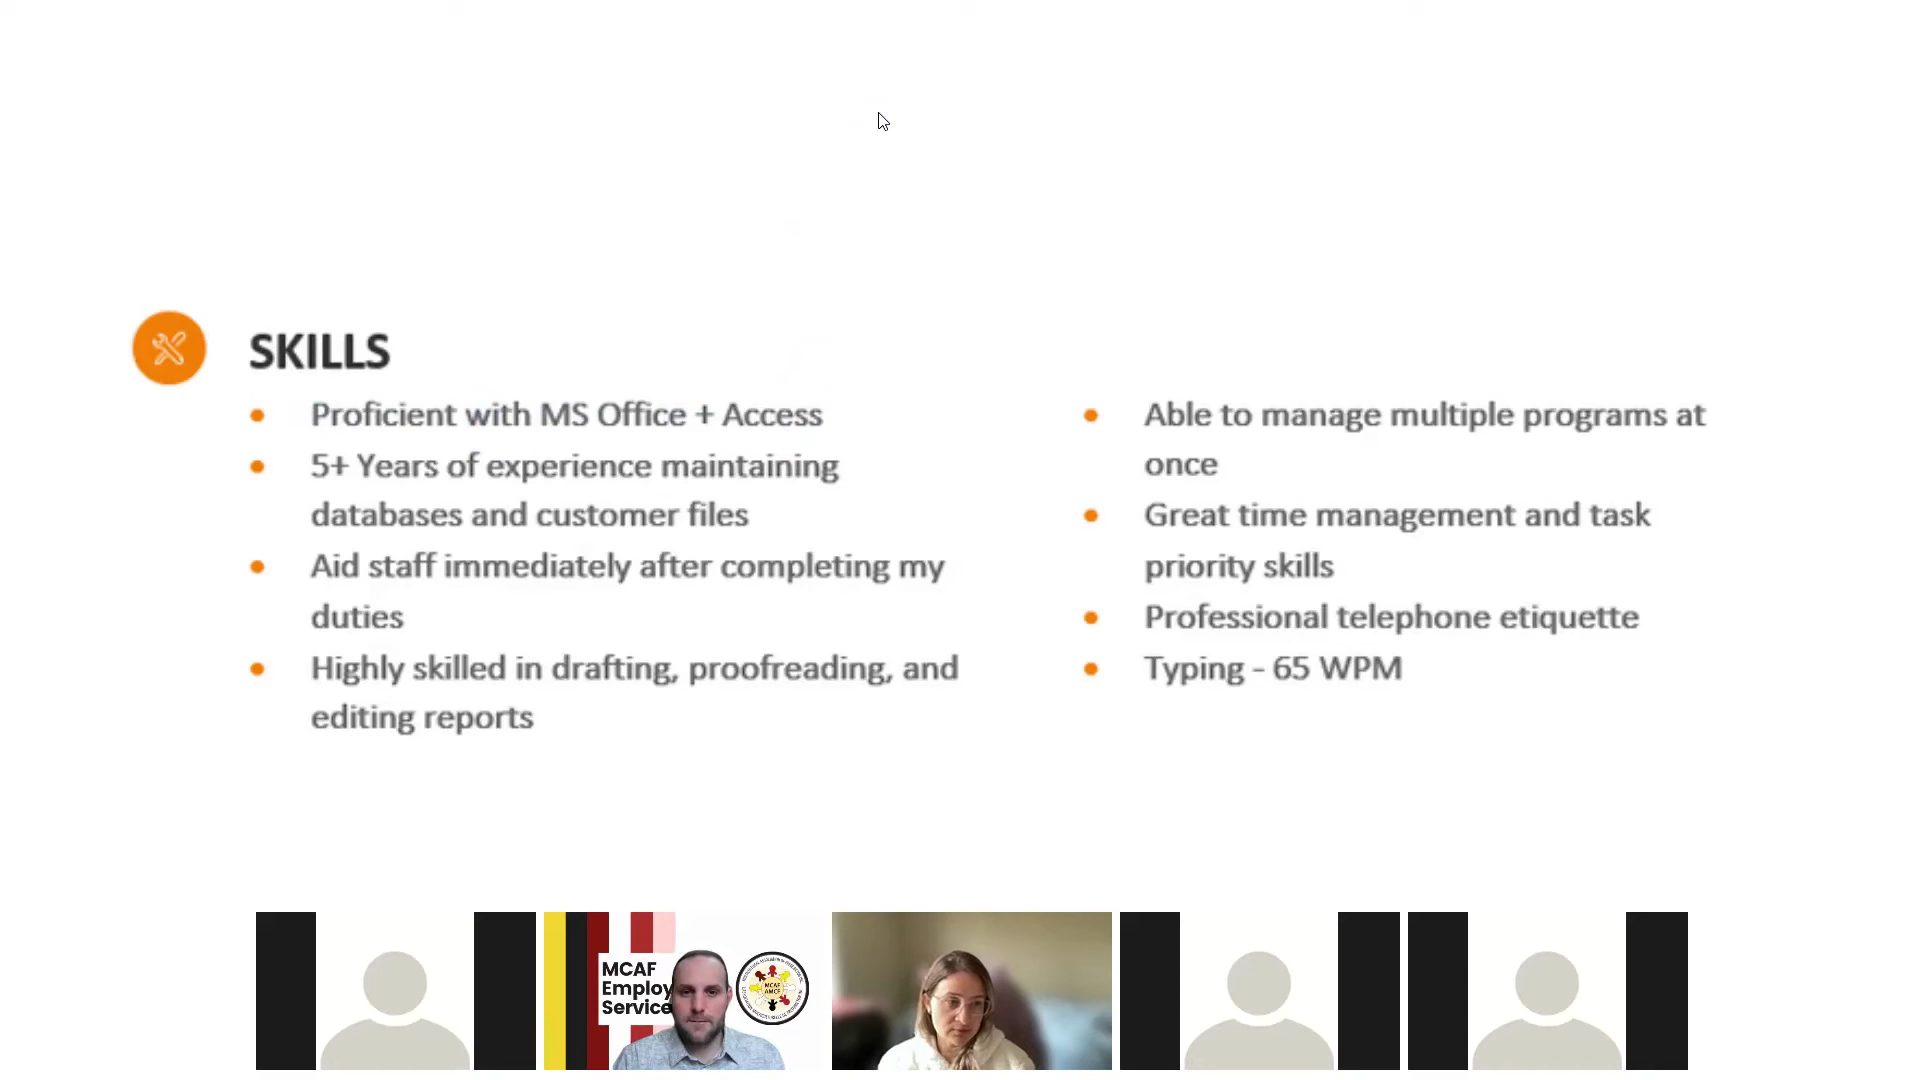 SKILLS
Proficient with MS Office + Access
5+ Years of experience maintaining
databases and customer files
Aid staff immediately after completing my
duties
Highly skilled in drafting, proofreading, and
editing reports
Able to manage multiple programs at
once
Great time management and task
priority skills
Professional telephone etiquette
Typing - 65 WPM
MCAF
Employ
Service
MCAF
AMCF